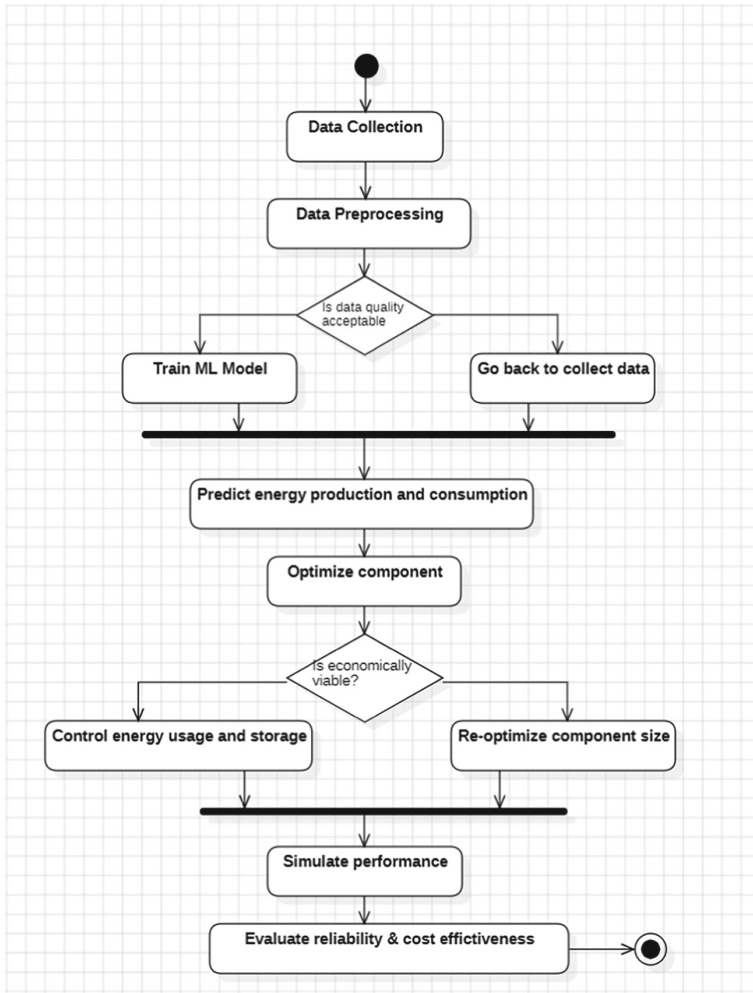 Data Collection
Data Preprocessing
Is data quality
acceptable
Train ML Model
Go back to collect data
Predict energy production and consumption
Optimize component
Is economically
viable?
Control energy usage and storage
Re-optimize component size
Simulate performance
Evaluate reliability & cost effictiveness